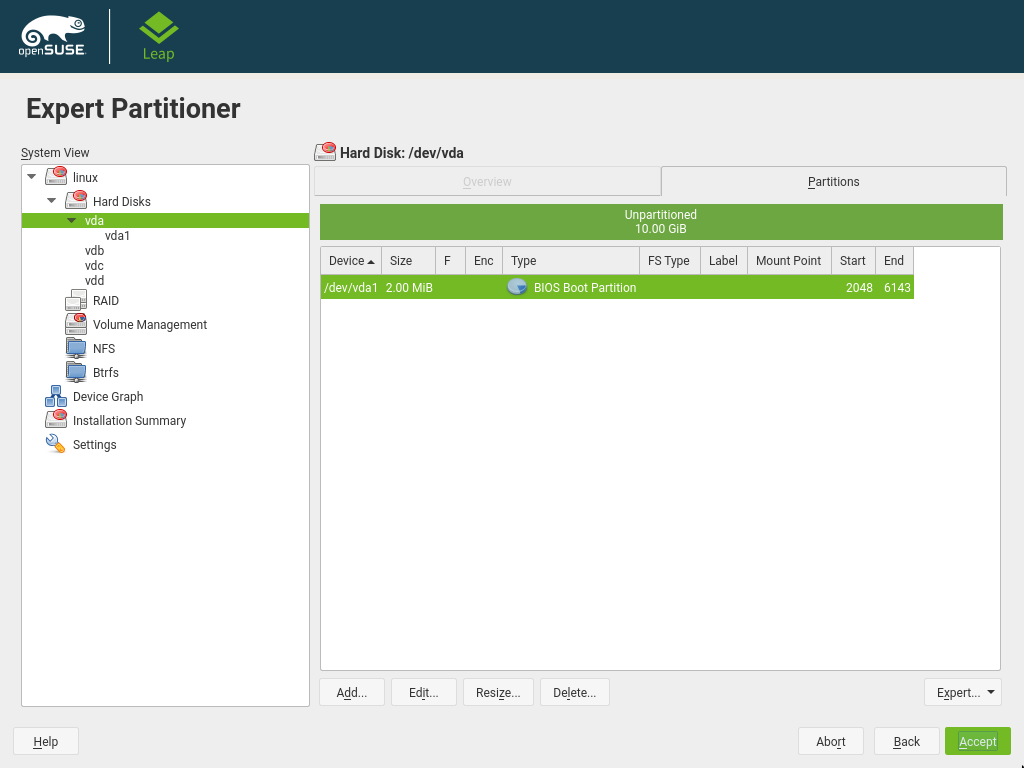 openSUSE
Leap
Expert Partitioner
System View
linux
Hard Disks
vda
vda1
vdb
vdc
vdd
RAID
Volume Management
NFS
Btrfs
Device Graph
Installation Summary
Settings
Hard Disk: /dev/vda
Overview Partitions
Unpartitioned
10.00 GiB
Device Size F Enc Type FS Type Label Mount Point Start End
/dev/vda1 2.00 MiB BIOS Boot Partition 2048 6143
Add... Edit... Resize... Delete... Expert...
Help Abort Back Accept